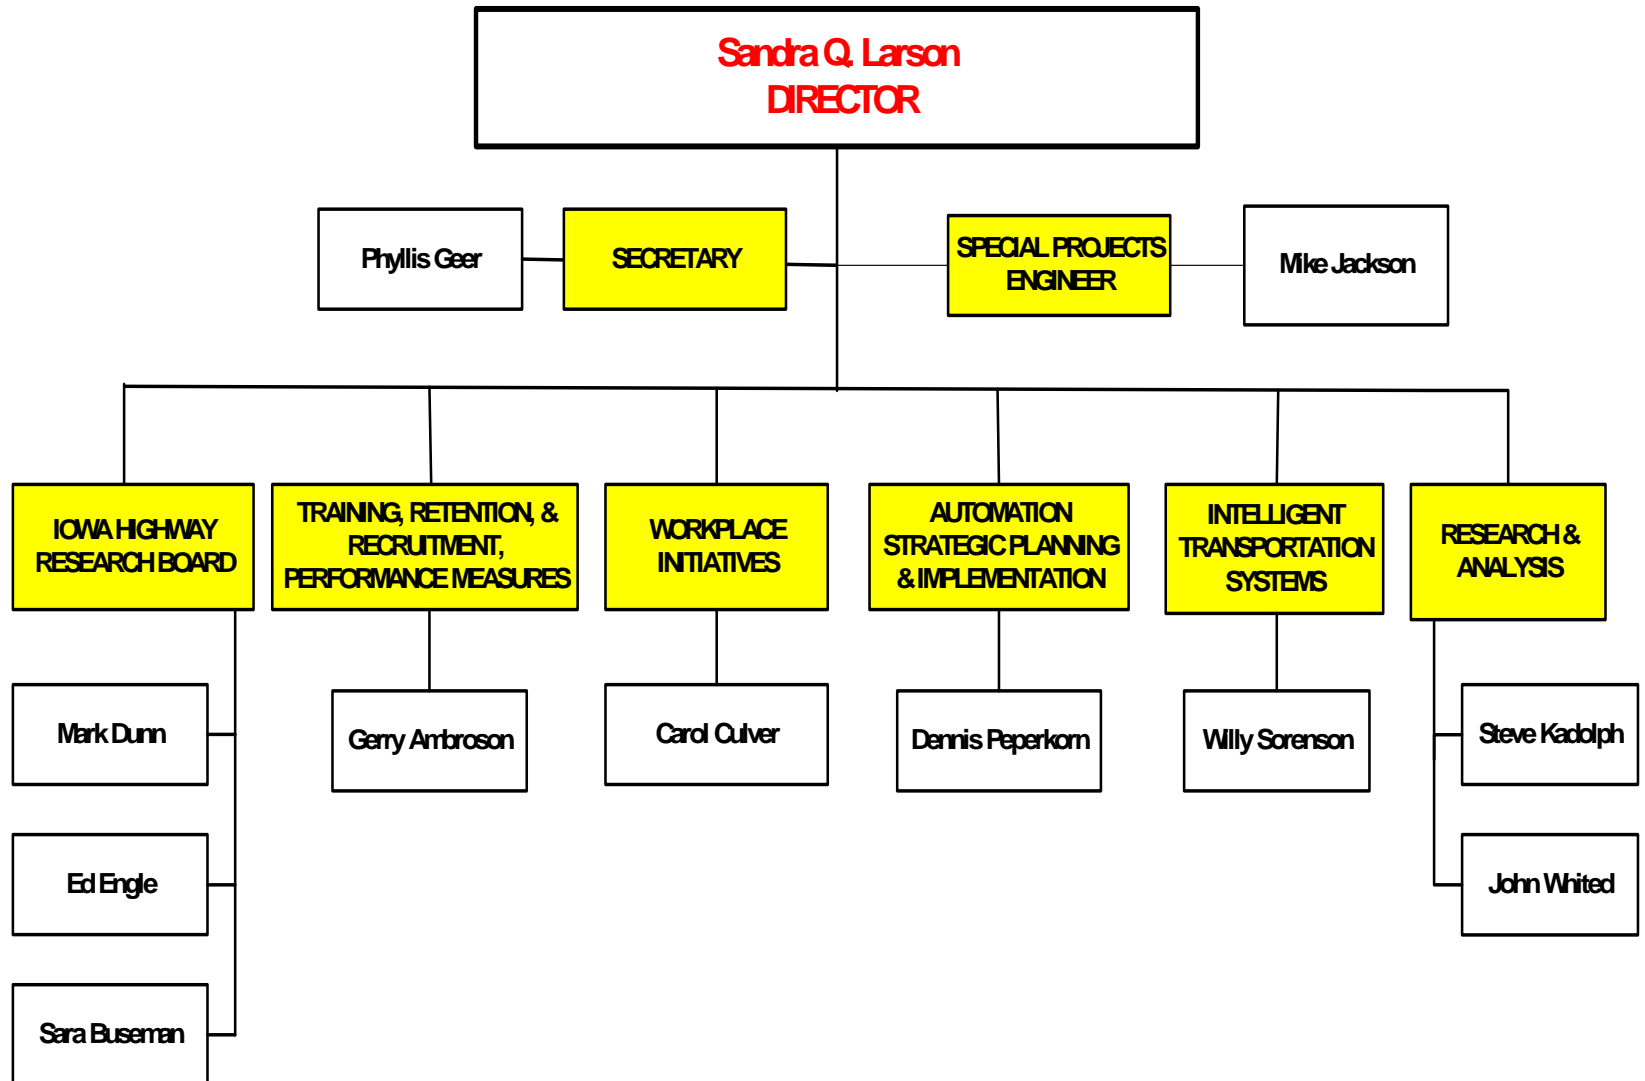 Sandra Q. Larson
DIRECTOR
Phyllis Geer
SECRETARY
SPECIAL PROJECTS
ENGINEER
Mike Jackson
IOWA HIGHWAY
RESEARCH BOARD
TRAINING, RETENTION, &
RECRUITMENT,
PERFORMANCE MEASURES
WORKPLACE
INITIATIVES
AUTOMATION
STRATEGIC PLANNING
& IMPLEMENTATION
INTELLIGENT
TRANSPORTATION
SYSTEMS
RESEARCH &
ANALYSIS
Mark Dunn
Gerry Ambroson
Carol Culver
Dennis Peperkorn
Willy Sorenson
Steve Kadolph
Ed Engle
John Whited
Sara Buseman